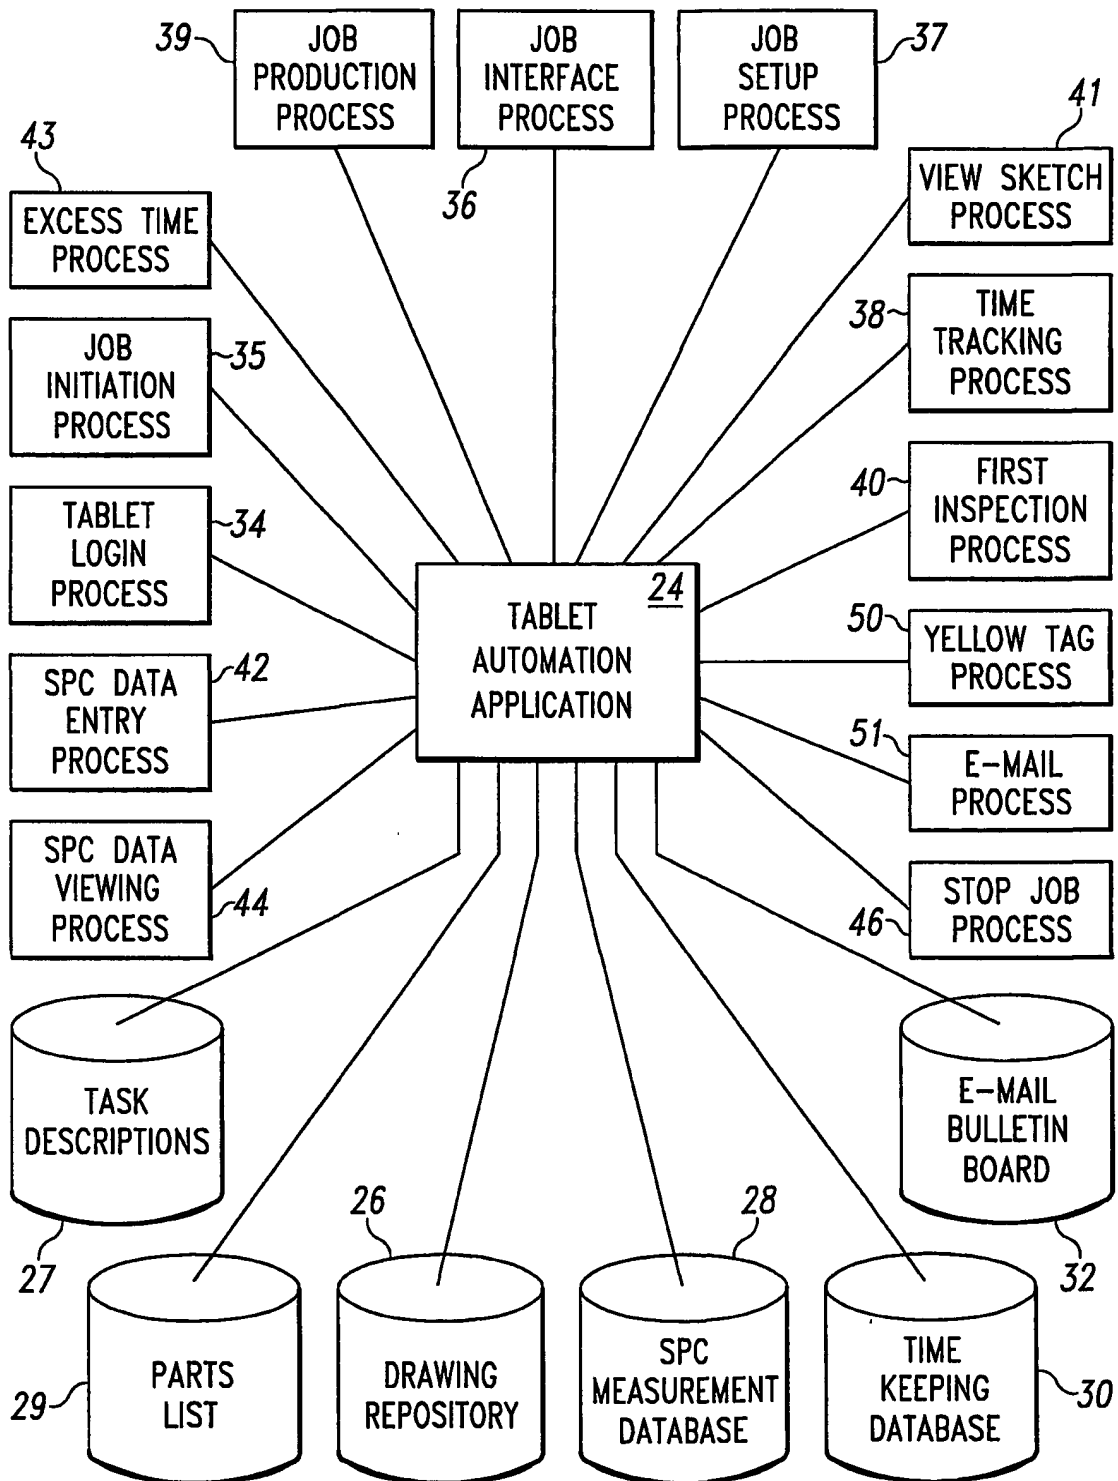 39
JOB
PRODUCTION
PROCESS
JOB
INTERFACE
PROCESS
36
JOB
SETUP
PROCESS
37
43
EXCESS TIME
PROCESS
41
VIEW SKETCH
PROCESS
JOB
INITIATION
PROCESS
35
38
TIME
TRACKING
PROCESS
TABLET
LOGIN
PROCESS
34
40
FIRST
INSPECTION
PROCESS
24
TABLET
AUTOMATION
APPLICATION
50
YELLOW TAG
PROCESS
SPC DATA
ENTRY
PROCESS
42
51
E-MAIL
PROCESS
SPC DATA
VIEWING
PROCESS
44
46
STOP JOB
PROCESS
TASK
DESCRIPTIONS
27
E-MAIL
BULLETIN
BOARD
32
29
PARTS
LIST
26
DRAWING
REPOSITORY
28
SPC
MEASUREMENT
DATABASE
TIME
KEEPING
DATABASE
30